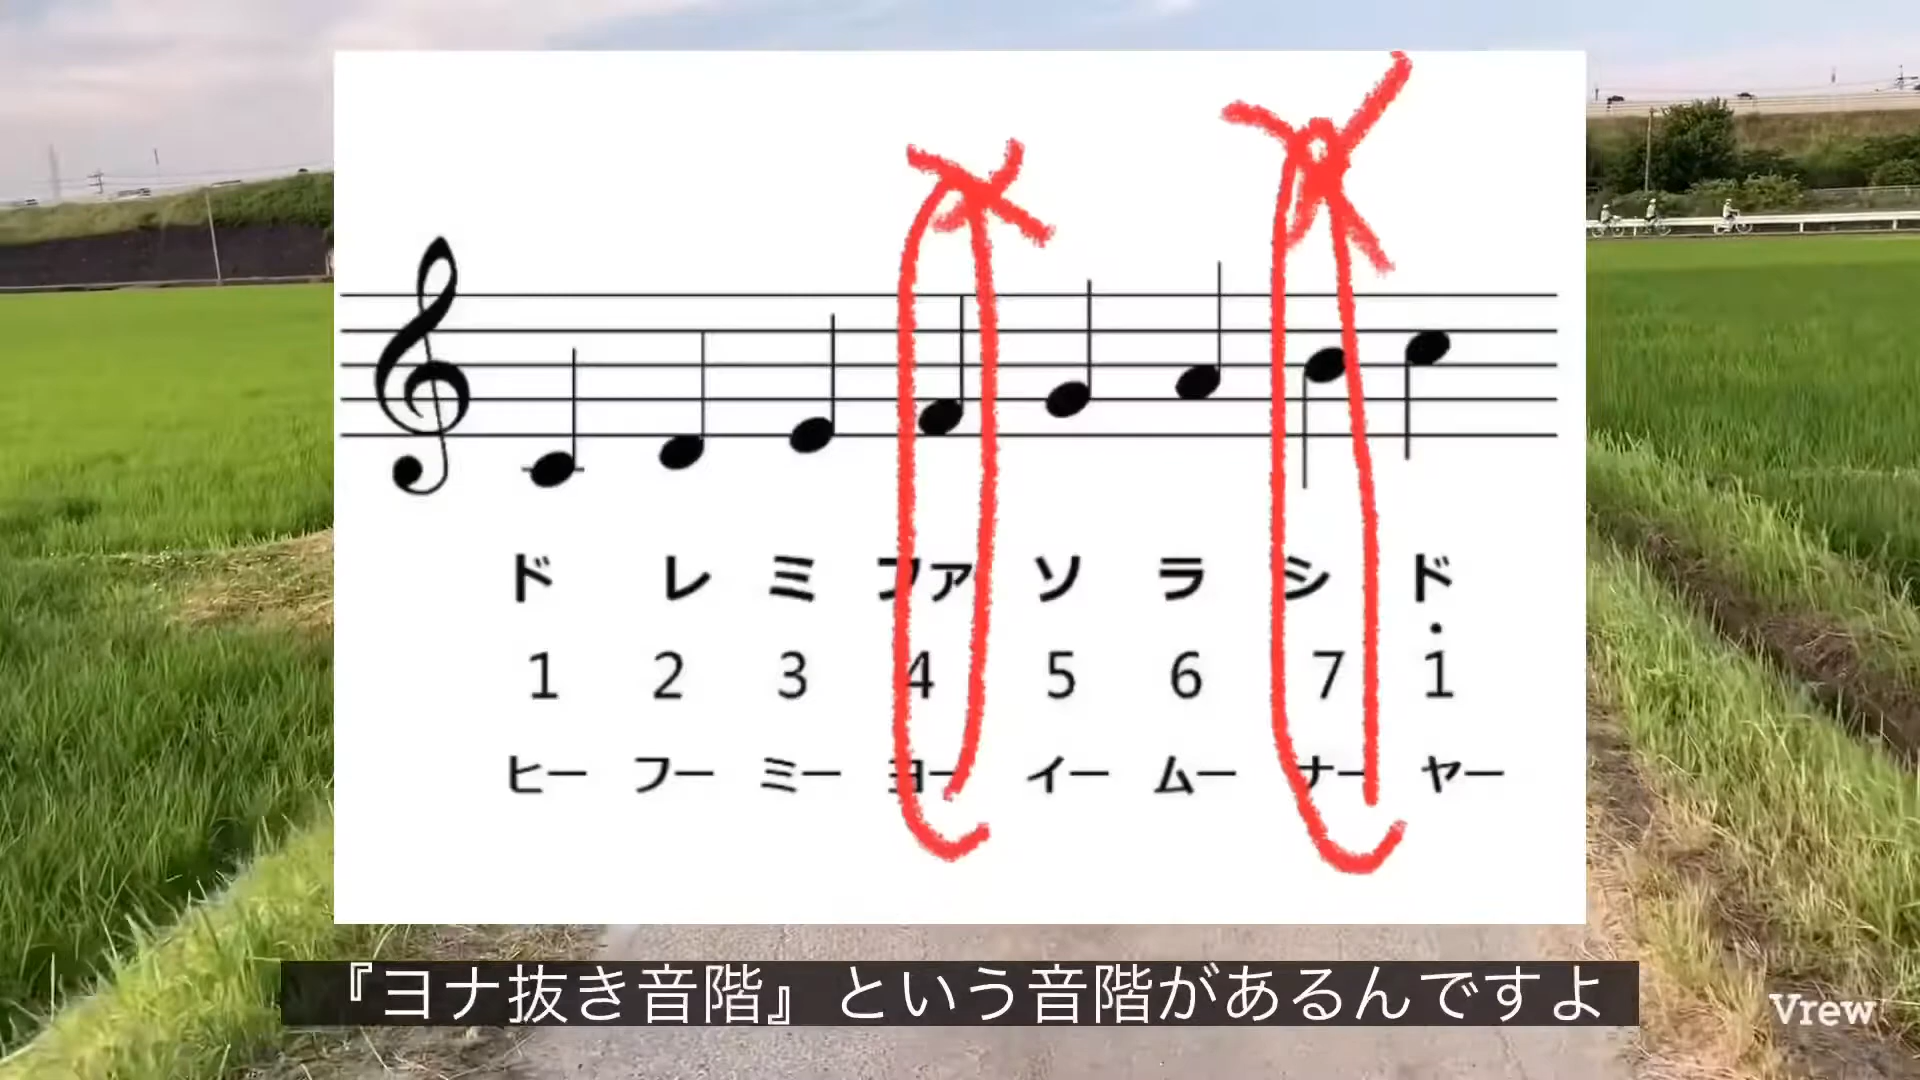 ド レ ミ ファ ソ ラ シ ド
1 2 3 4 5 6 7 1
ヒー フー ミー ヨー イー ムー ナー ヤー
『ヨナ抜き音階』という音階があるんですよ
Vrew